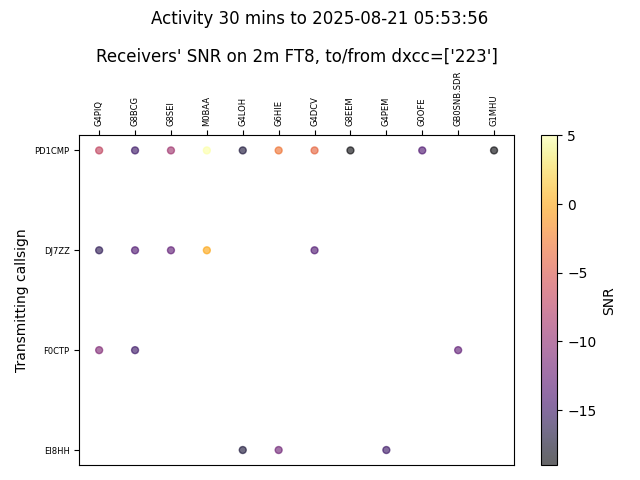 Activity 30 mins to 2025-08-21 05:53:56
Receivers' SNR on 2m FT8, to/from dxcc=['223']
G4PIQ
G8BCG
G8SEI
M0BAA
G4LOH
G6HIE
G4DCV
G8EEM
G4PEM
G0OFE
GB0SNB.SDR
G1MHU
PD1CMP
DJ7ZZ
F0CTP
EI8HH
Transmitting callsign
5
0
−5
−10
−15
SNR